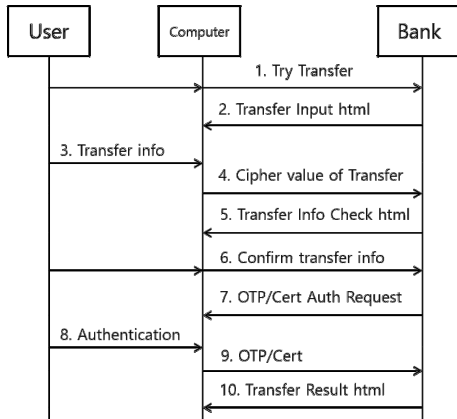 User
Computer
Bank
1. Try Transfer
2. Transfer Input html
3. Transfer info
4. Cipher value of Transfer
5. Transfer Info Check html
6. Confirm transfer info
7. OTP/Cert Auth Request
8. Authentication
9. OTP/Cert
10. Transfer Result html